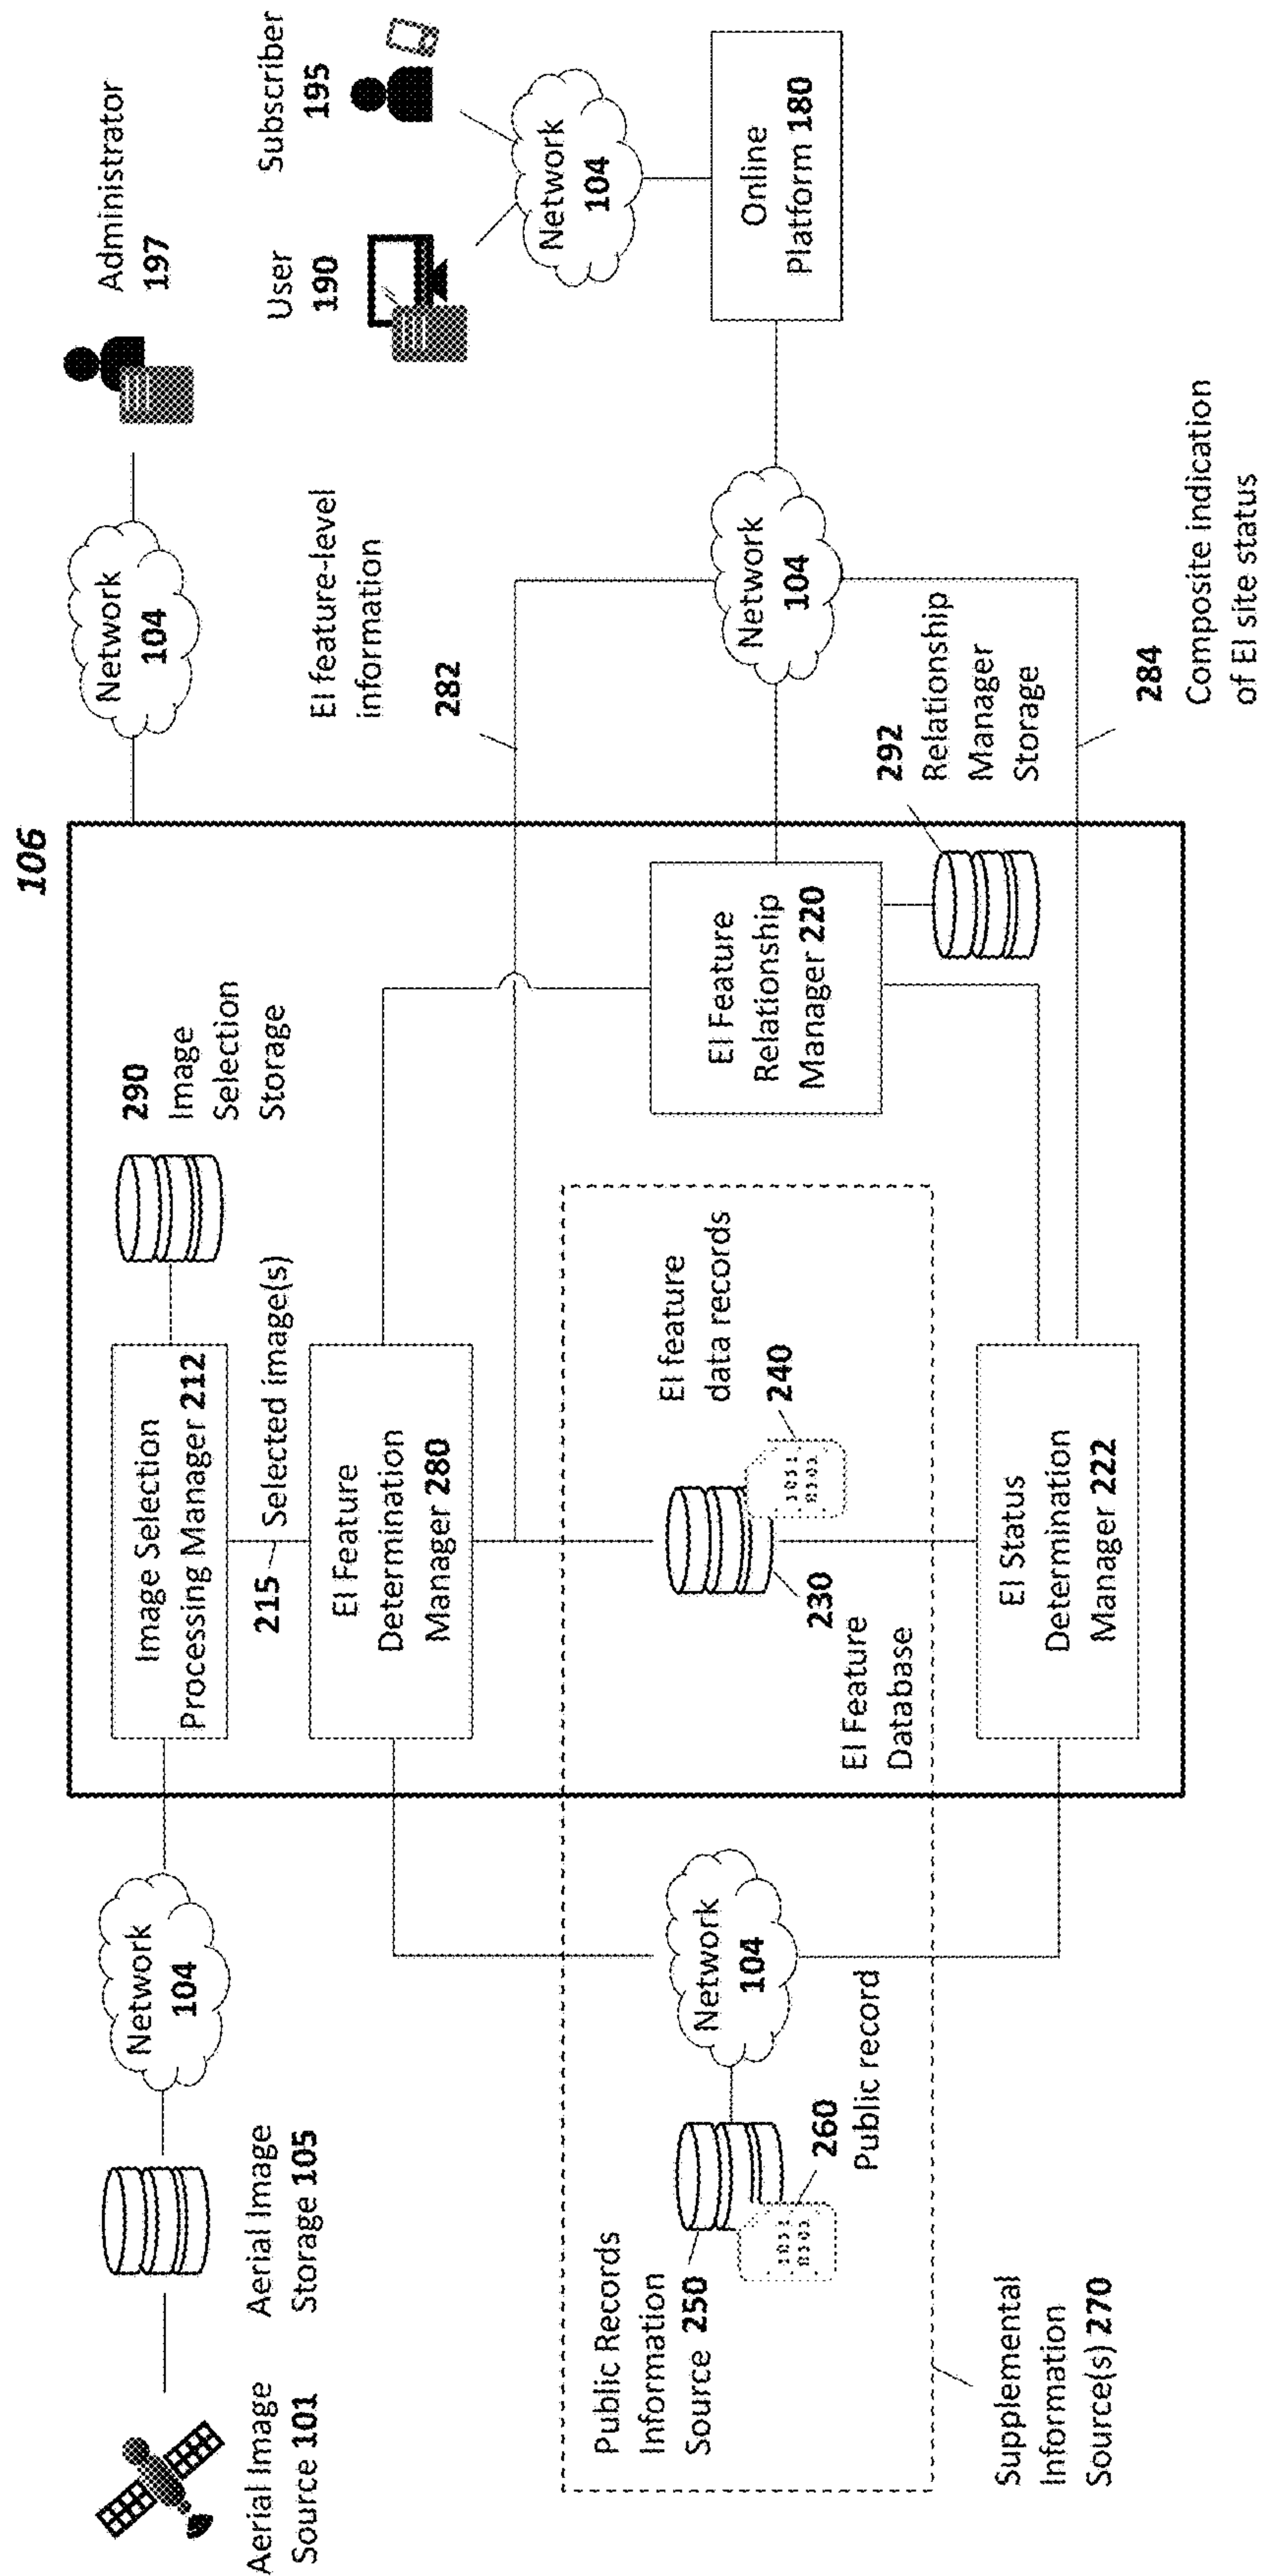 106
Aerial Image
Source 101
Aerial Image
Storage 105
Network
104
Image Selection
Processing Manager 212
290
Image
Selection
Storage
Network
104
Administrator
197
215
Selected image(s)
EI Feature
Determination
Manager 280
EI feature-level
information
282
User
190
Subscriber
195
Network
104
Public Records
Information
Source 250
260
Public record
Network
104
EI Feature
Database
230
EI feature
data records
240
EI Feature
Relationship
Manager 220
292
Relationship
Manager
Storage
Network
104
Online
Platform 180
Supplemental
Information
Source(s) 270
EI Status
Determination
Manager 222
284
Composite indication
of EI site status